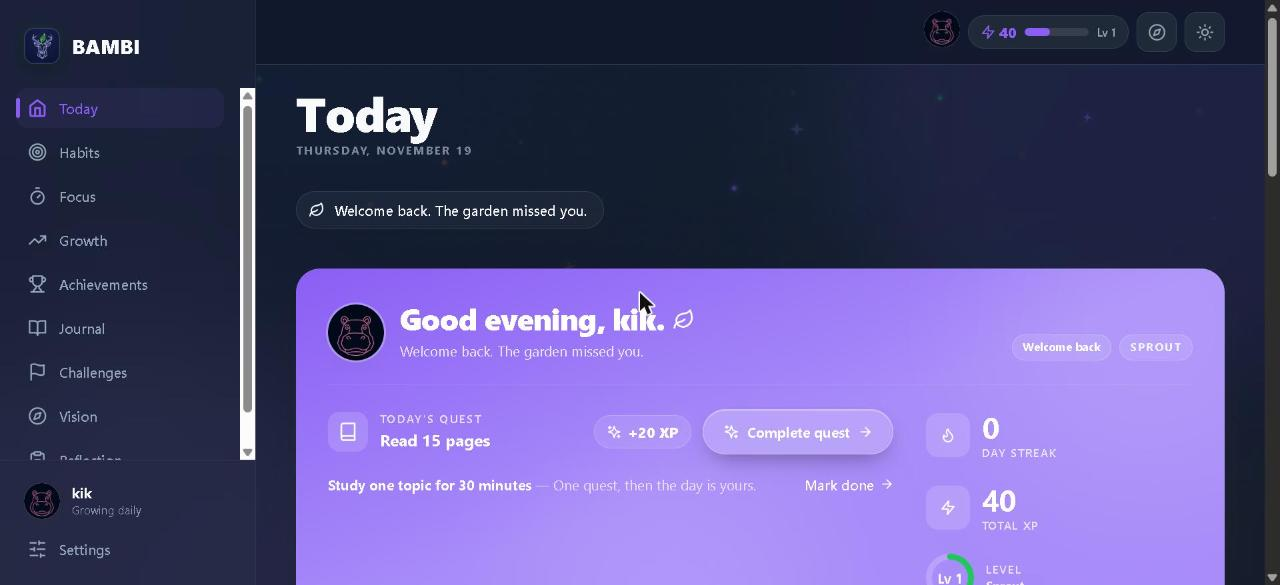 BAMBI
Today
Habits
Focus
Growth
Achievements
Journal
Challenges
Vision
Reflection
kik
Growing daily
Settings
40
Lv 1
Today
THURSDAY, NOVEMBER 19
Welcome back. The garden missed you.
Good evening, kik.
Welcome back. The garden missed you.
Welcome back
SPROUT
TODAY'S QUEST
Read 15 pages
+20 XP
Complete quest
Study one topic for 30 minutes — One quest, then the day is yours.
Mark done
0
DAY STREAK
40
TOTAL XP
Lv 1
LEVEL
Sprout